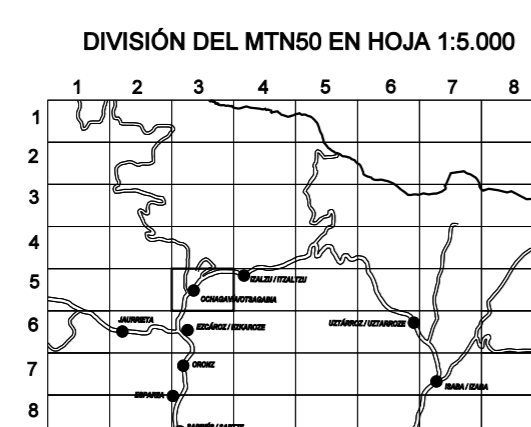 DIVISIÓN DEL MTN50 EN HOJA 1:5.000
1 2 3 4 5 6 7 8
1
2
3
4
5
IZALZU / ITZALTZU
OCHAGAVÍA/OTSAGABIA
6
JAURRIETA
EZCÁROZ / EZKAROZE
UZTÁRROZ / UZTARROZE
7
ORONZ
ISABA / IZABA
ESPARZA
8